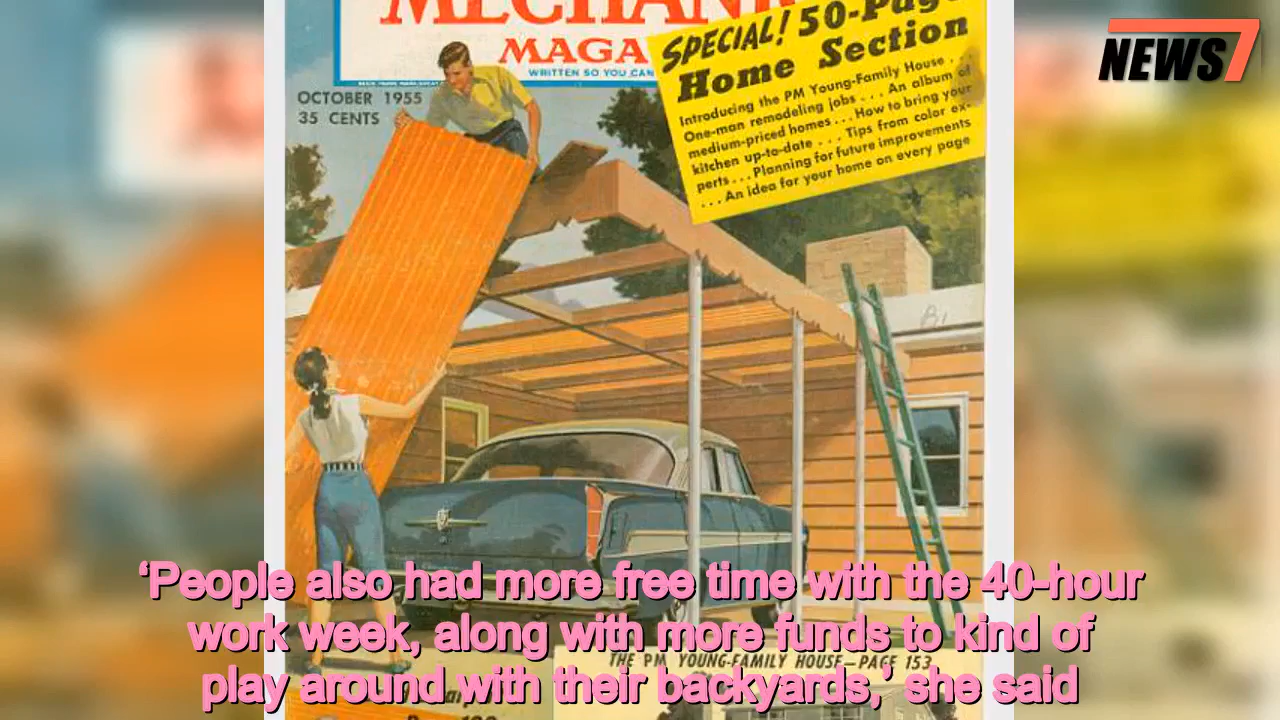 MECHANI
MAGA
WRITTEN SO YOU CAN
OCTOBER 1955
35 CENTS
SPECIAL! 50-Page
Home Section
Introducing the PM Young-Family House . .
One-man remodeling jobs . . . An album of
medium-priced homes . . . How to bring your
kitchen up-to-date . . . Tips from color ex-
perts . . . Planning for future improvements
. . . An idea for your home on every page
NEWS7
‘People also had more free time with the 40-hour
work week, along with more funds to kind of
THE PM YOUNG-FAMILY HOUSE—PAGE 153
play around with their backyards,’ she said